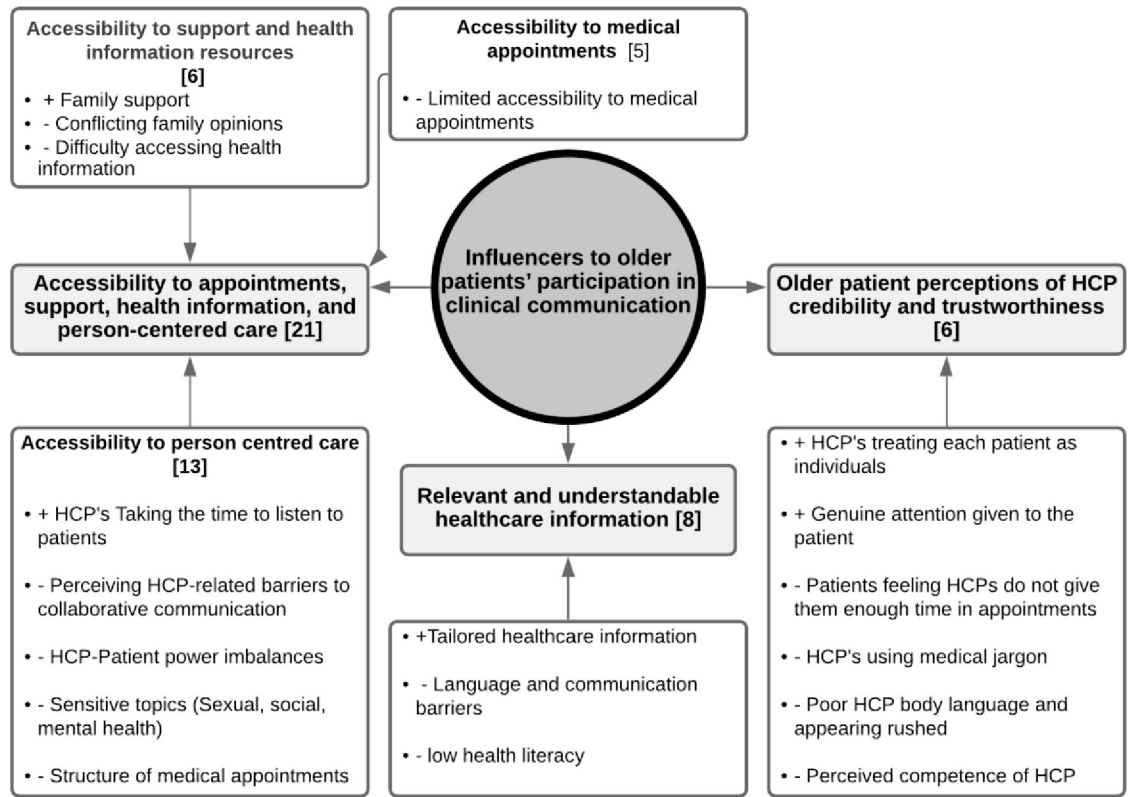 Accessibility to support and health
information resources
[6]
• + Family support
• - Conflicting family opinions
• - Difficulty accessing health
information
Accessibility to medical
appointments [5]
• - Limited accessibility to medical
appointments
Influencers to older
patients’ participation in
clinical communication
Accessibility to appointments,
support, health information, and
person-centered care [21]
Older patient perceptions of HCP
credibility and trustworthiness
[6]
Accessibility to person centred care
[13]
• + HCP's Taking the time to listen to
patients
• - Perceiving HCP-related barriers to
collaborative communication
• - HCP-Patient power imbalances
• - Sensitive topics (Sexual, social,
mental health)
• - Structure of medical appointments
Relevant and understandable
healthcare information [8]
• +Tailored healthcare information
• - Language and communication
barriers
• - low health literacy
• + HCP's treating each patient as
individuals
• + Genuine attention given to the
patient
• - Patients feeling HCPs do not give
them enough time in appointments
• - HCP's using medical jargon
• - Poor HCP body language and
appearing rushed
• - Perceived competence of HCP